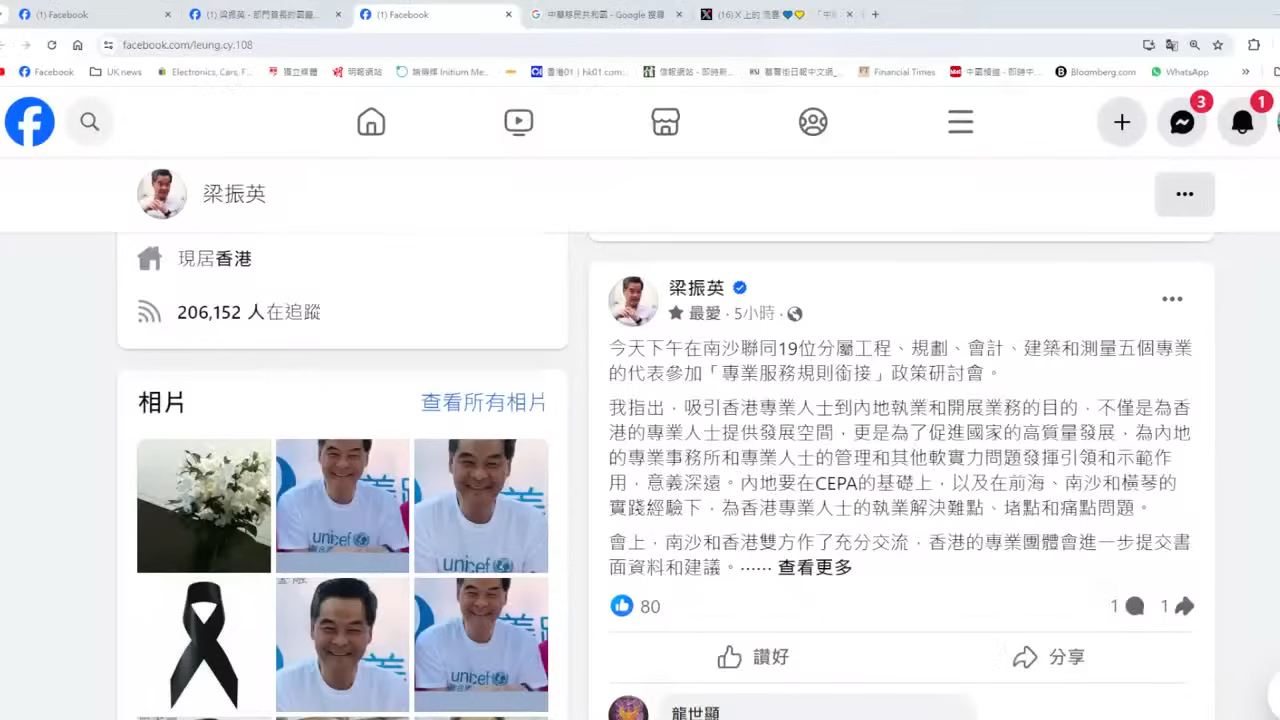 (1) Facebook
(1) 梁振英 - 部門首長的國龐...
(1) Facebook
中華移民共和國 - Google 搜尋
(16) X 上的
facebook.com/leung.cy.108
Facebook
UK news
Electronics, Cars, F...
獨立媒體
明報網站
端傳媒 Initium Me...
香港01 | hk01.com...
信報網站 - 即時新...
華爾街日報中文網_...
Financial Times
中國頻道 - 即時中...
Bloomberg.com
WhatsApp
3
1
梁振英
現居香港
206,152 人在追蹤
相片
查看所有相片
unicef
unicef
unicef
梁振英
最愛 · 5小時 ·
今天下午在南沙聯同19位分屬工程、規劃、會計、建築和測量五個專業
的代表參加「專業服務規則銜接」政策研討會。
我指出，吸引香港專業人士到內地執業和開展業務的目的，不僅是為香
港的專業人士提供發展空間，更是為了促進國家的高質量發展，為內地
的專業事務所和專業人士的管理和其他軟實力問題發揮引領和示範作
用，意義深遠。內地要在CEPA的基礎上，以及在前海、南沙和橫琴的
實踐經驗下，為香港專業人士的執業解決難點、堵點和痛點問題。
會上，南沙和香港雙方作了充分交流，香港的專業團體會進一步提交書
面資料和建議。…… 查看更多
80
1
1
讚好
分享
龍世顯